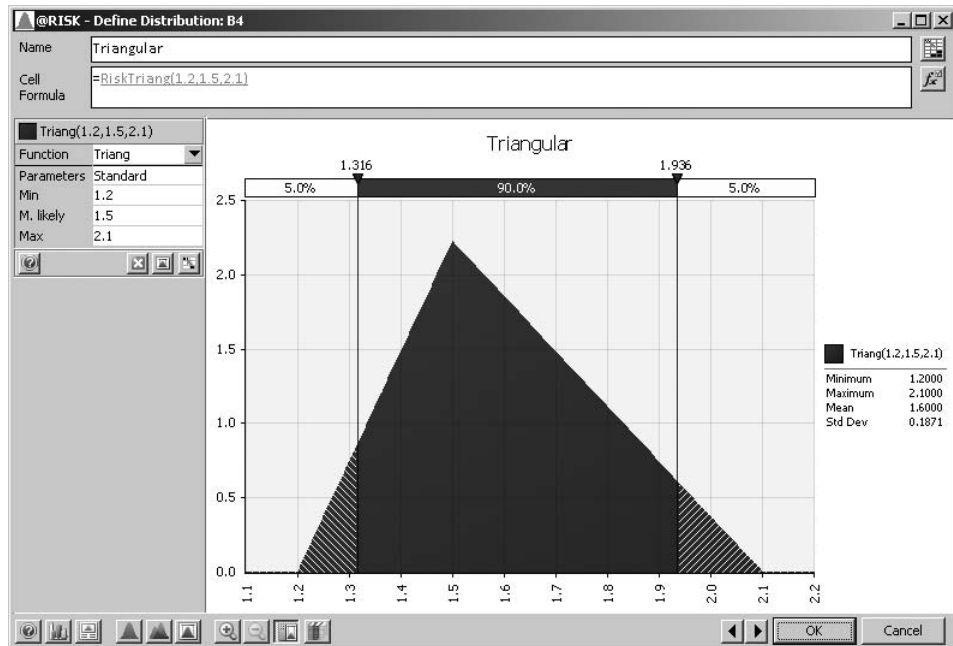 @RISK - Define Distribution: B4
Name
Triangular
Cell
Formula
=RiskTriang(1.2,1.5,2.1)
Triang(1.2,1.5,2.1)
Function Triang
Parameters Standard
Min 1.2
M. likely 1.5
Max 2.1
Triangular
1.316 1.936
5.0% 90.0% 5.0%
2.5
2.0
1.5
1.0
0.5
0.0
1.1 1.2 1.3 1.4 1.5 1.6 1.7 1.8 1.9 2.0 2.1 2.2
Triang(1.2,1.5,2.1)
Minimum 1.2000
Maximum 2.1000
Mean 1.6000
Std Dev 0.1871
OK Cancel